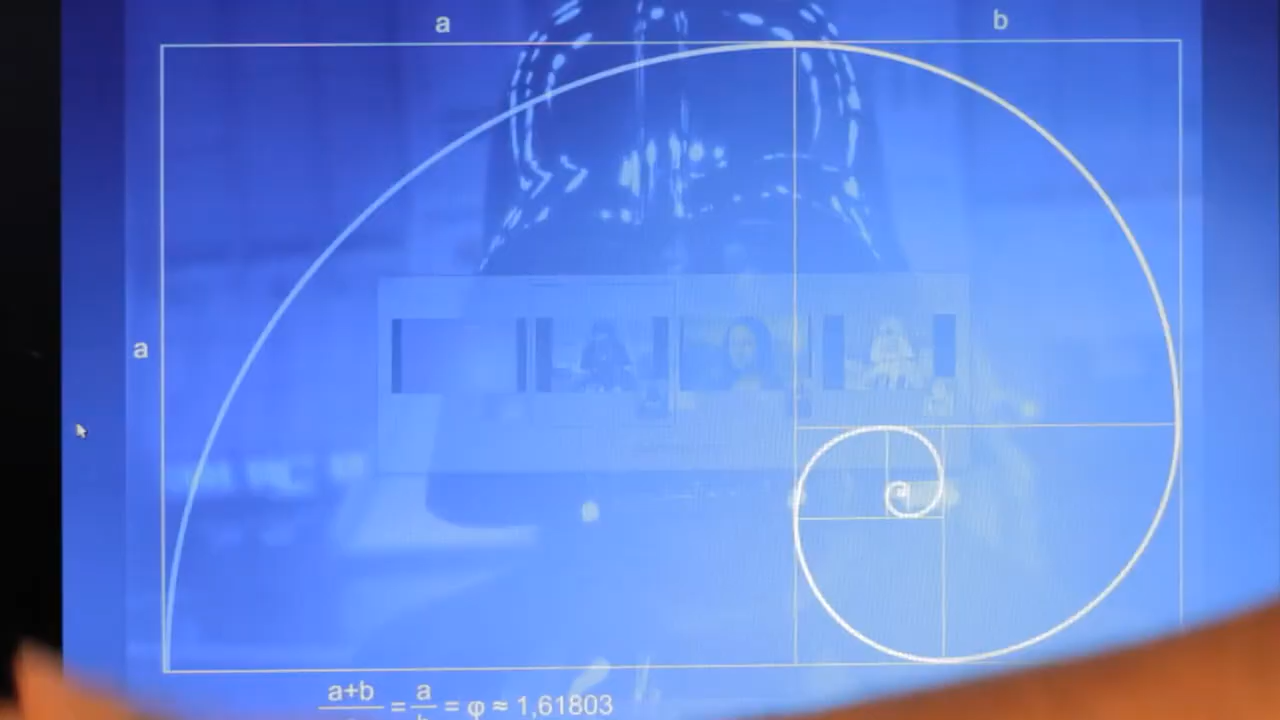 a b
a
a+b = a = φ ≈ 1,61803